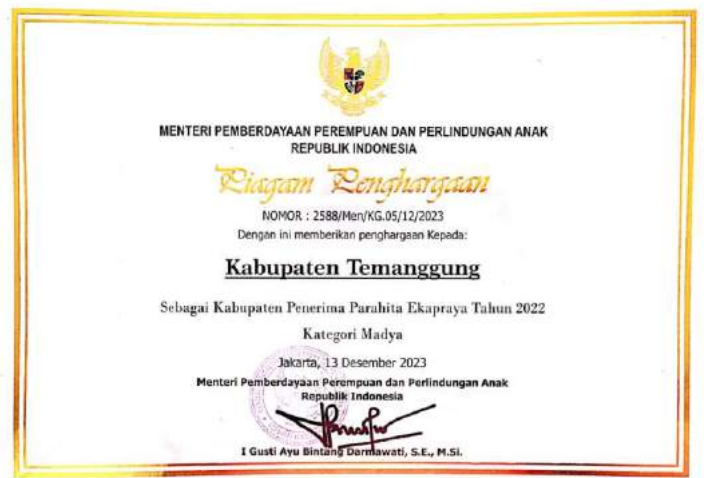 MENTERI PEMBERDAYAAN PEREMPUAN DAN PERLINDUNGAN ANAK
REPUBLIK INDONESIA
Piagam Penghargaan
NOMOR : 2588/Men/KG.05/12/2023
Dengan ini memberikan penghargaan Kepada:
Kabupaten Temanggung
Sebagai Kabupaten Penerima Parahita Ekapraya Tahun 2022
Kategori Madya
Jakarta, 13 Desember 2023
Menteri Pemberdayaan Perempuan dan Perlindungan Anak
Republik Indonesia
I Gusti Ayu Bintang Darmawati, S.E., M.Si.